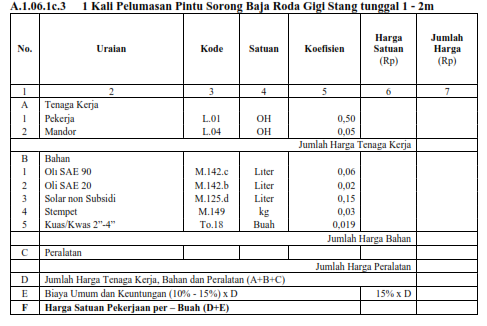 A.1.06.1c.3 1 Kali Pelumasan Pintu Sorong Baja Roda Gigi Stang tunggal 1 - 2m
No. Uraian Kode Satuan Koefisien Harga Satuan (Rp) Jumlah Harga (Rp)
1 2 3 4 5 6 7
A Tenaga Kerja
1 Pekerja L.01 OH 0,50
2 Mandor L.04 OH 0,05
Jumlah Harga Tenaga Kerja
B Bahan
1 Oli SAE 90 M.142.c Liter 0,06
2 Oli SAE 20 M.142.b Liter 0,02
3 Solar non Subsidi M.125.d Liter 0,15
4 Stempet M.149 kg 0,03
5 Kuas/Kwas 2”-4” To.18 Buah 0,019
Jumlah Harga Bahan
C Peralatan
Jumlah Harga Peralatan
D Jumlah Harga Tenaga Kerja, Bahan dan Peralatan (A+B+C)
E Biaya Umum dan Keuntungan (10% - 15%) x D 15% x D
F Harga Satuan Pekerjaan per – Buah (D+E)